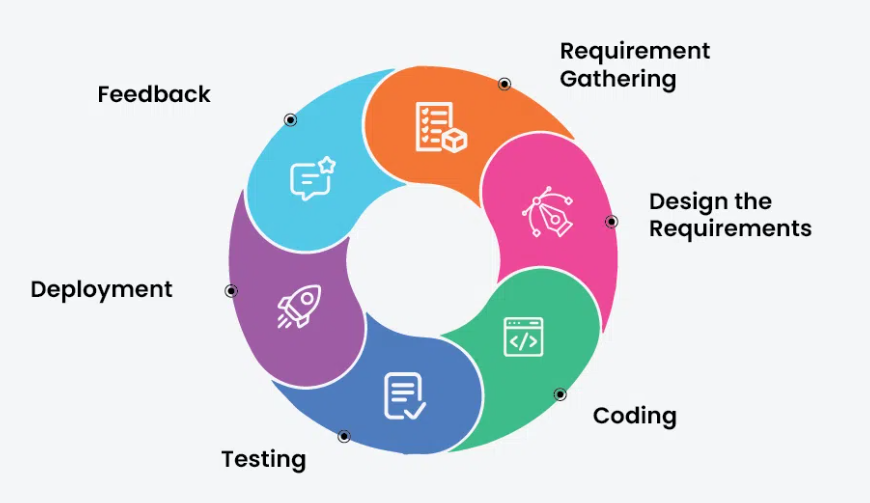 Requirement
Gathering
Design the
Requirements
Coding
Testing
Deployment
Feedback